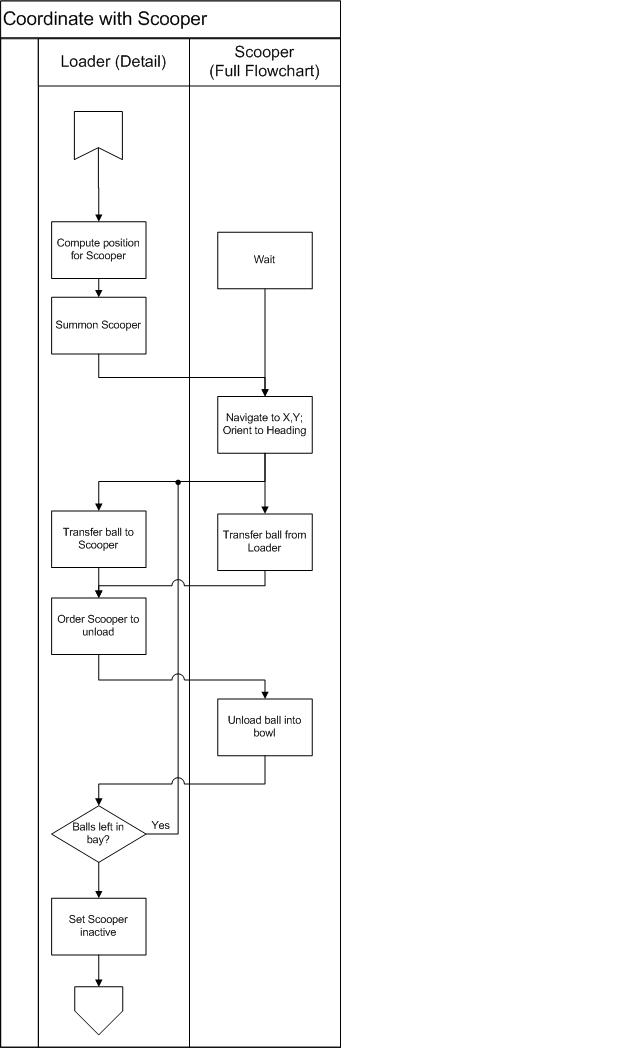 Coordinate with Scooper
Loader (Detail)
Scooper
(Full Flowchart)
Compute position
for Scooper
Wait
Summon Scooper
Navigate to X,Y;
Orient to Heading
Transfer ball to
Scooper
Transfer ball from
Loader
Order Scooper to
unload
Unload ball into
bowl
Balls left in
bay?
Yes
Set Scooper
inactive